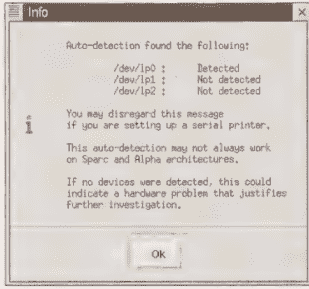 Info
Auto-detection found the following:
/dev/lp0 : Detected
/dev/lp1 : Not detected
/dev/lp2 : Not detected
You may disregard this message
if you are setting up a serial printer.
This auto-detection may not always work
on Sparc and Alpha architectures.
If no devices were detected, this could
indicate a hardware problem that justifies
further investigation.
Ok